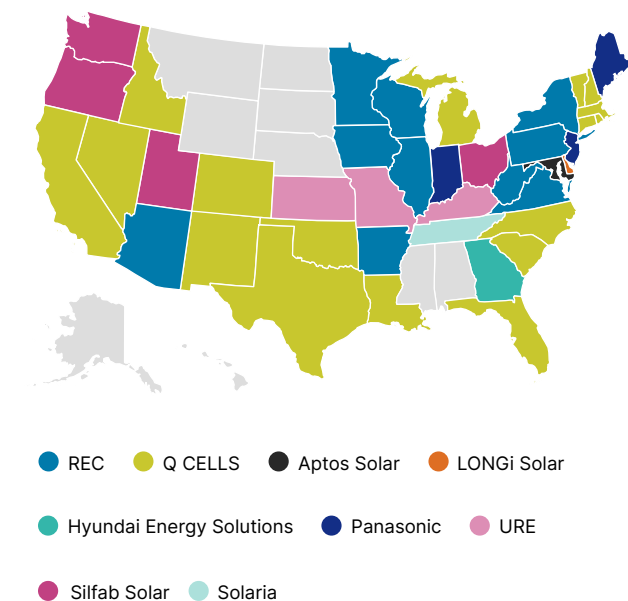 REC Q CELLS Aptos Solar LONGi Solar
Hyundai Energy Solutions Panasonic URE
Silfab Solar Solaria